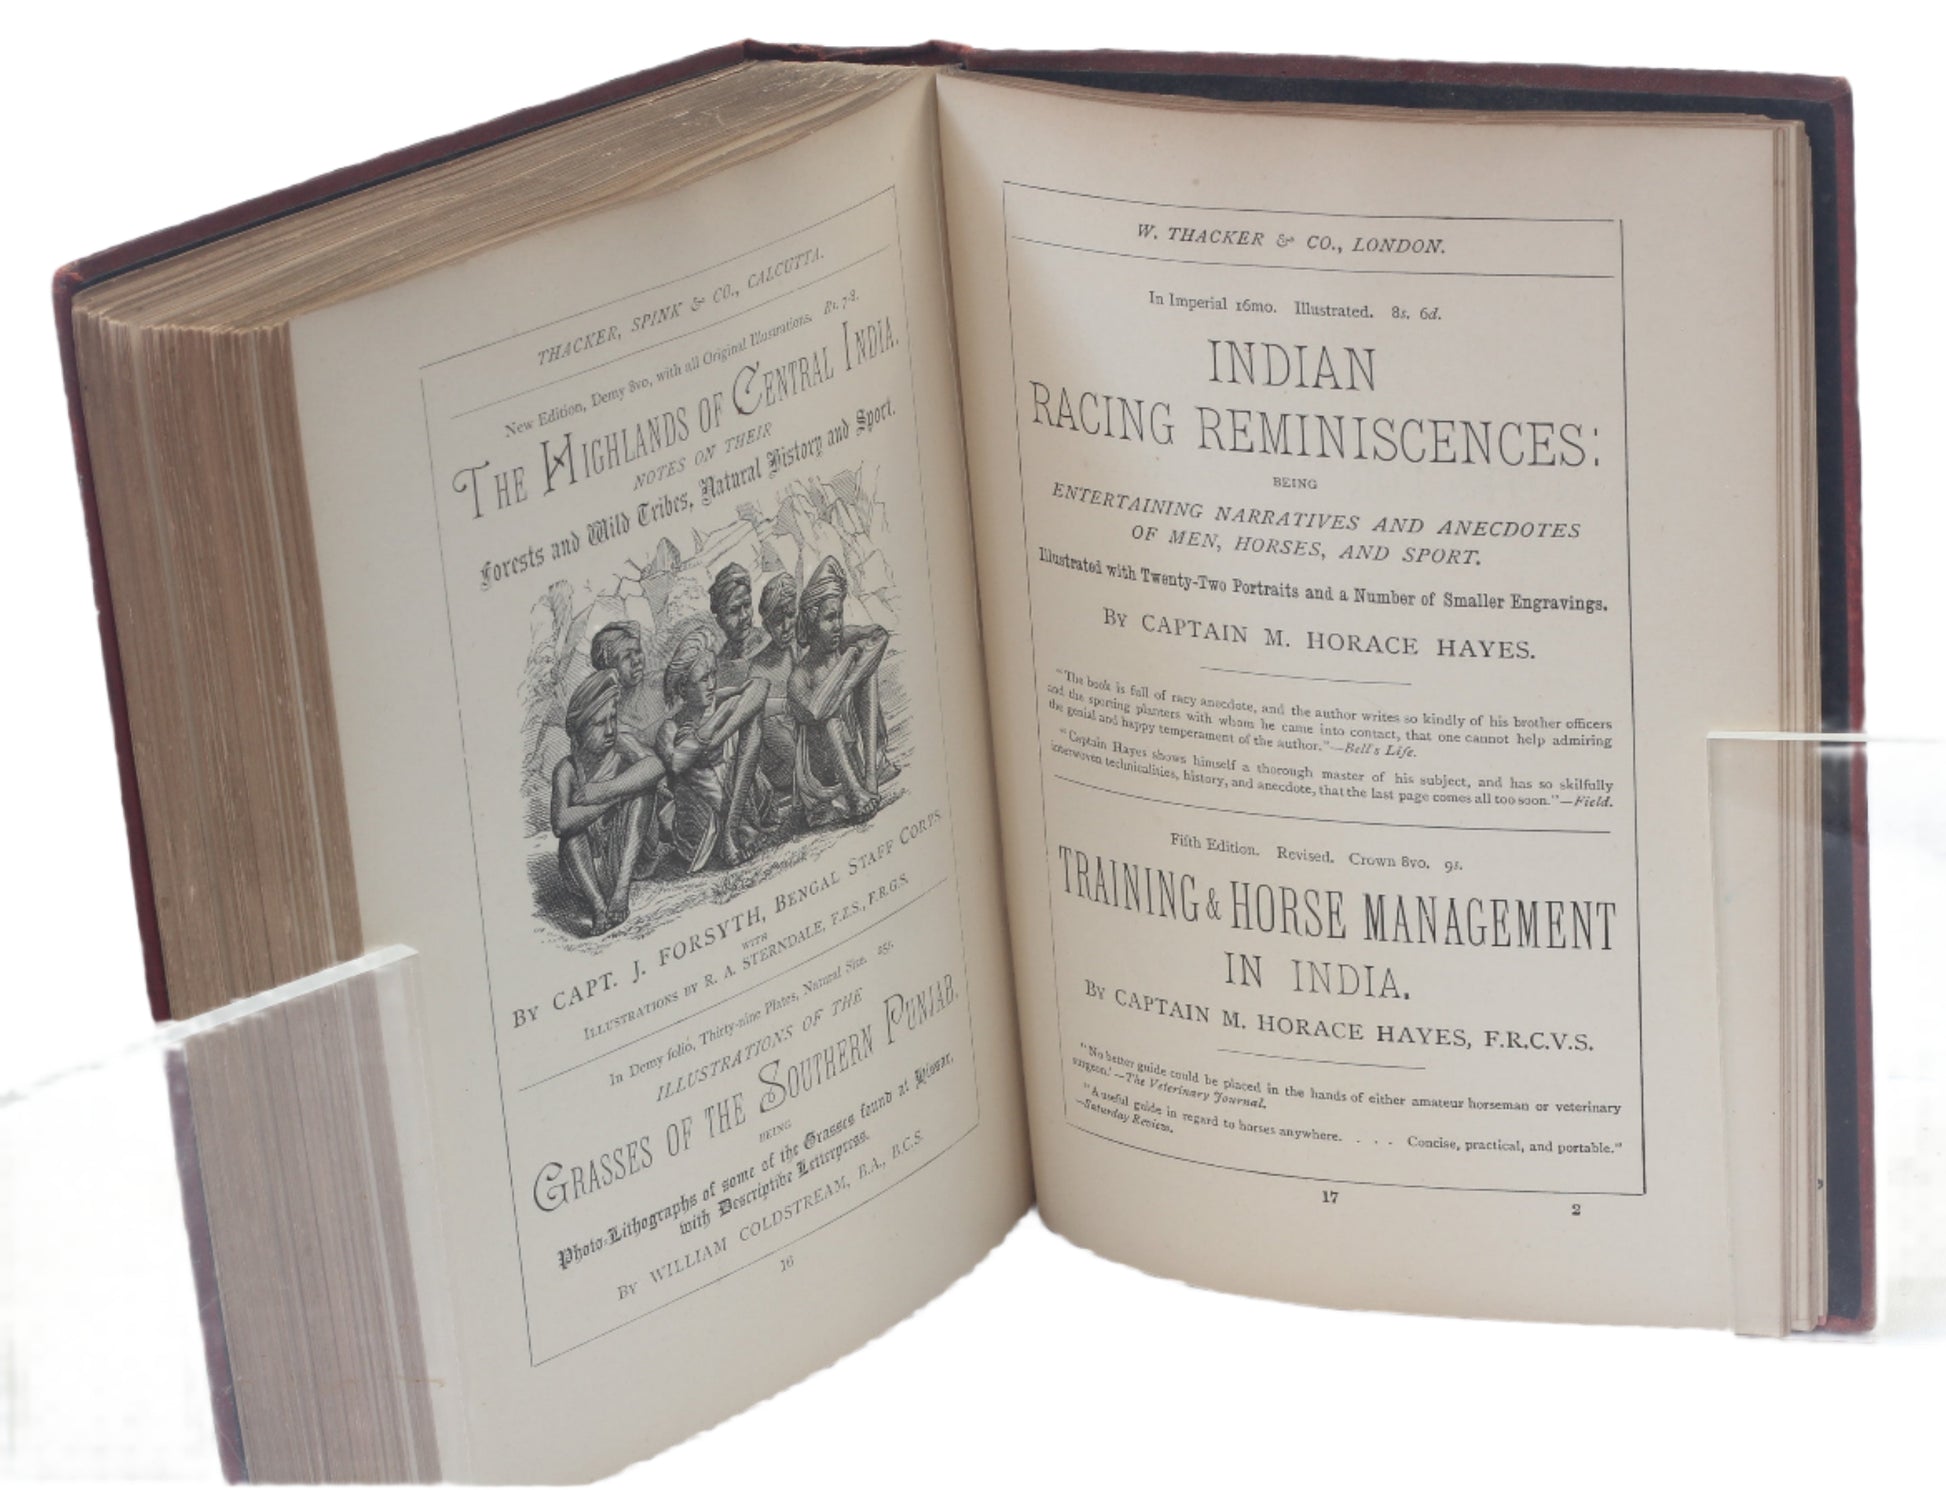 THACKER, SPINK & CO., CALCUTTA.
New Edition, Demy 8vo, with all Original Illustrations. Rs. 7-8.
THE HIGHLANDS OF CENTRAL INDIA.
NOTES ON THEIR
Forests and Wild Tribes, Natural History and Sport.
BY CAPT. J. FORSYTH, BENGAL STAFF CORPS
WITH
ILLUSTRATIONS BY R. A. STERNDALE, F.Z.S., F.R.G.S.
In Demy folio, Thirty-nine Plates, Natural Size. 25s.
ILLUSTRATIONS OF THE
GRASSES OF THE SOUTHERN PUNJAB.
BEING
Photo-Lithographs of some of the Grasses found at Hissar,
with Descriptive Letterpress.
BY WILLIAM COLDSTREAM, B.A., B.C.S.
16
W. THACKER & CO., LONDON.
In Imperial 16mo. Illustrated. 8s. 6d.
INDIAN
RACING REMINISCENCES:
BEING
ENTERTAINING NARRATIVES AND ANECDOTES
OF MEN, HORSES, AND SPORT.
Illustrated with Twenty-Two Portraits and a Number of Smaller Engravings.
BY CAPTAIN M. HORACE HAYES.
"The book is full of racy anecdote, and the author writes so kindly of his brother officers
and the sporting planters with whom he came into contact, that one cannot help admiring
the genial and happy temperament of the author."—Bell's Life.
"Captain Hayes shows himself a thorough master of his subject, and has so skilfully
interwoven technicalities, history, and anecdote, that the last page comes all too soon."—Field.
Fifth Edition. Revised. Crown 8vo. 9s.
TRAINING & HORSE MANAGEMENT
IN INDIA.
BY CAPTAIN M. HORACE HAYES, F.R.C.V.S.
"No better guide could be placed in the hands of either amateur horseman or veterinary
surgeon.'—The Veterinary Journal.
"A useful guide in regard to horses anywhere. . . . Concise, practical, and portable."
—Saturday Review.
17
2